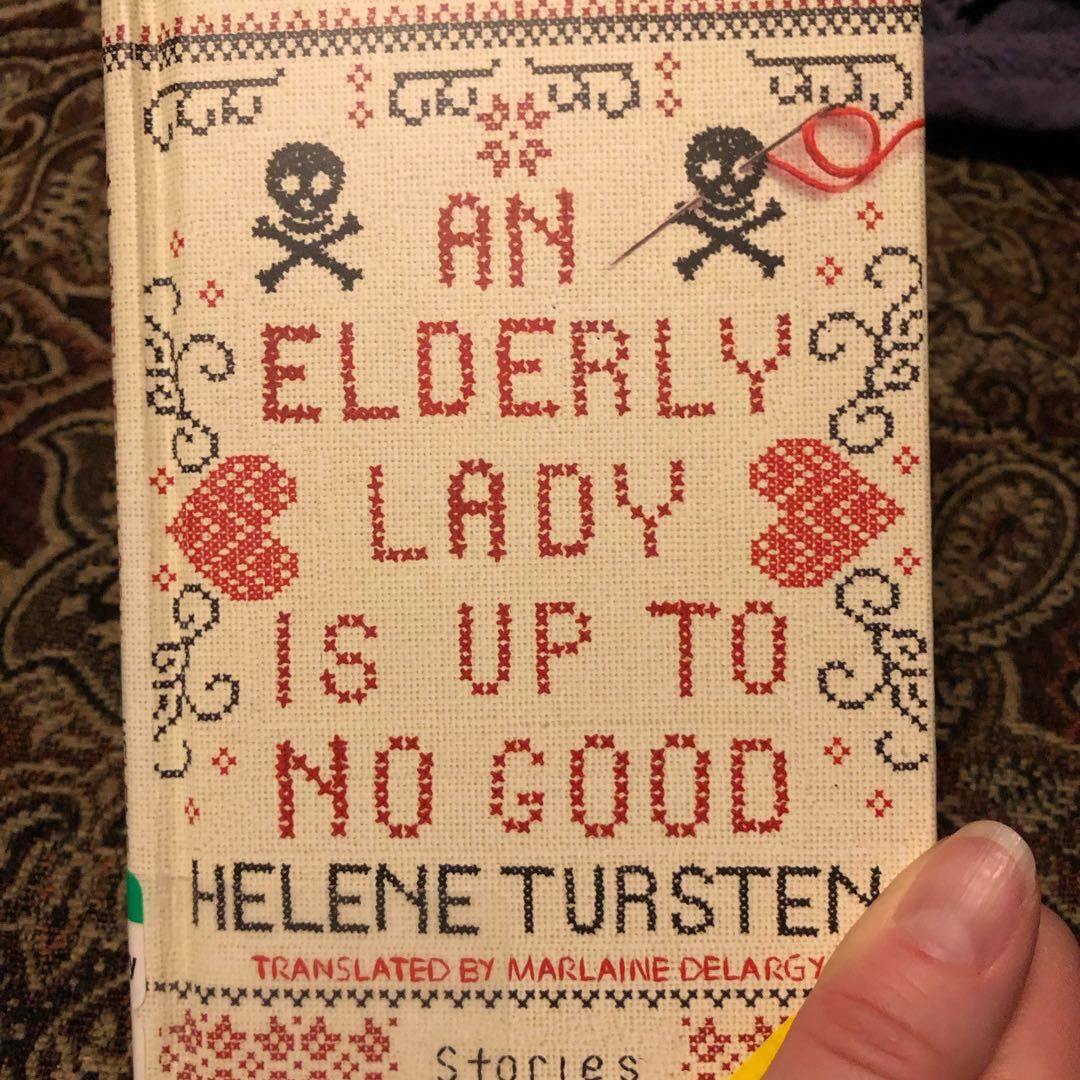 AN
ELDERLY
LADY
IS UP TO
NO GOOD
HELENE TURSTEN
TRANSLATED BY MARLAINE DELARGY
Stories